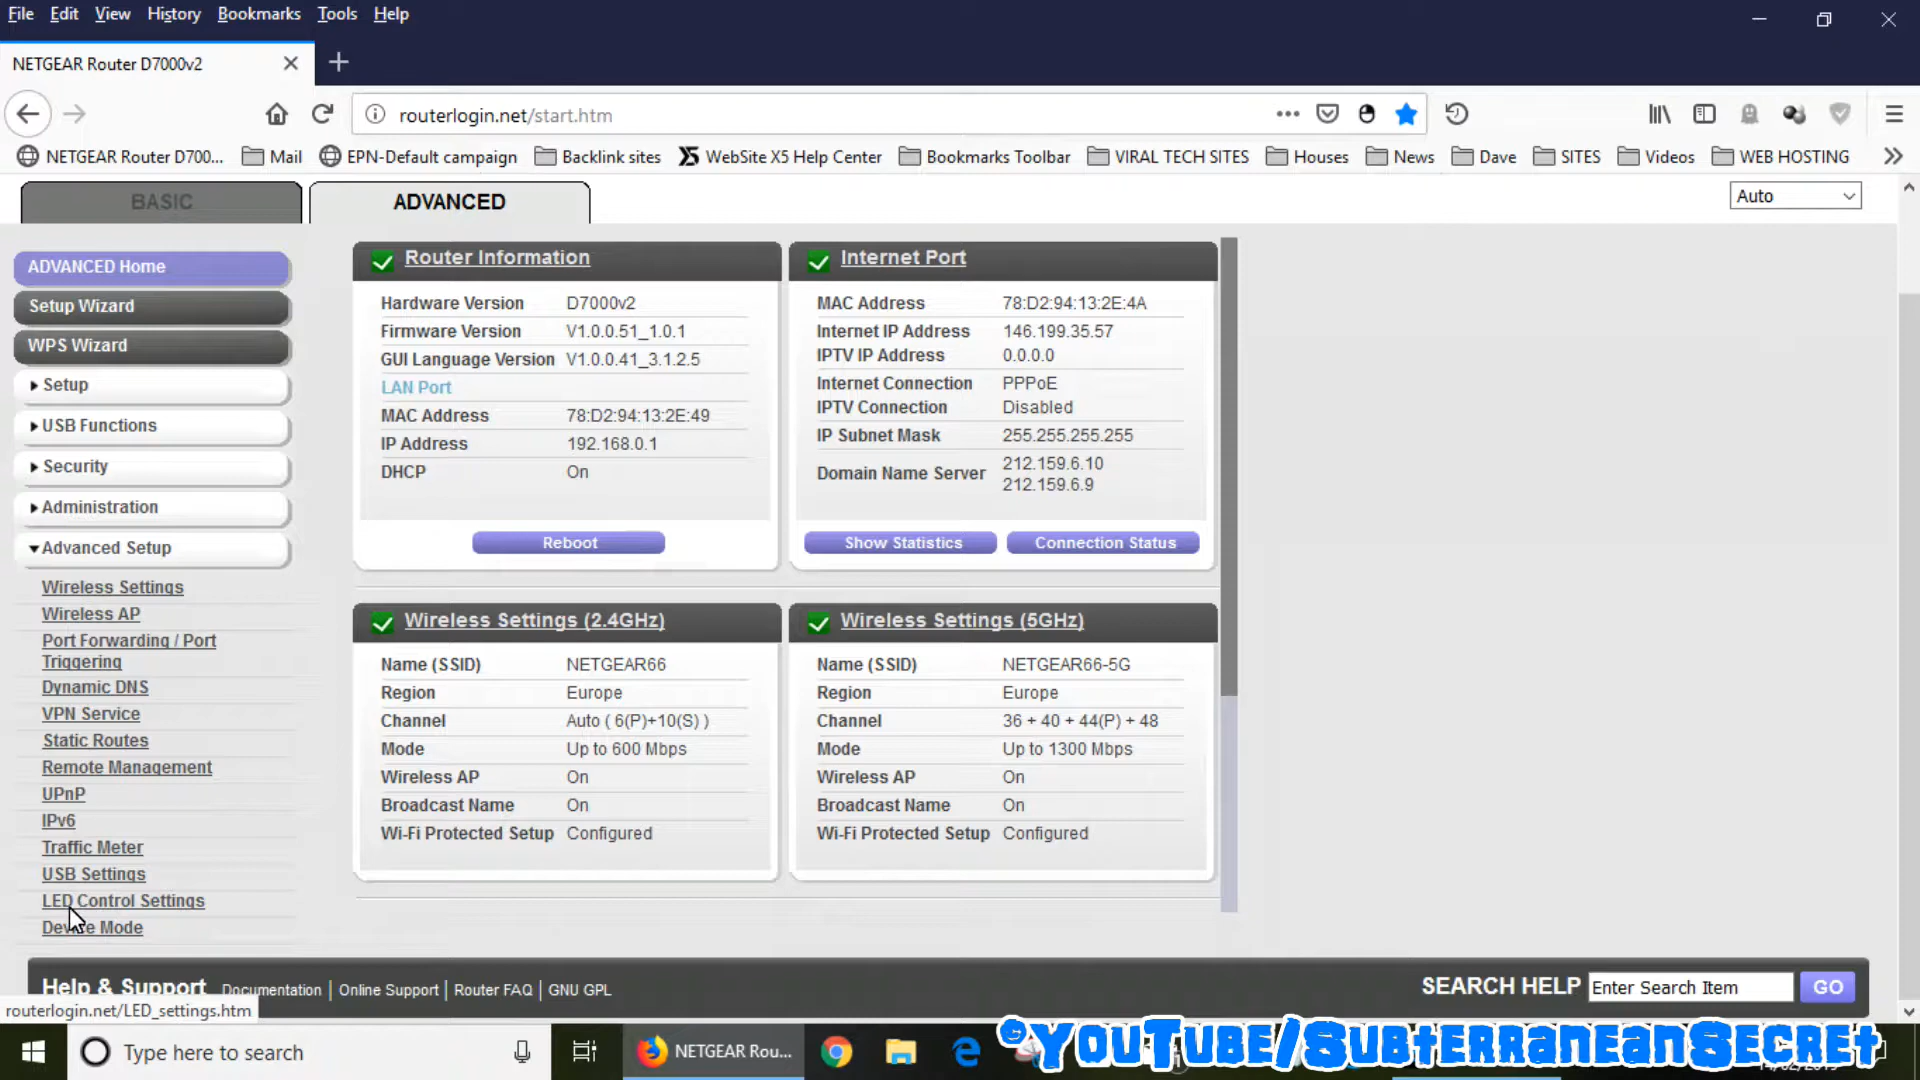 File Edit View History Bookmarks Tools Help
NETGEAR Router D7000v2
routerlogin.net/start.htm
NETGEAR Router D700... Mail EPN-Default campaign Backlink sites WebSite X5 Help Center Bookmarks Toolbar VIRAL TECH SITES Houses News Dave SITES Videos WEB HOSTING
BASIC ADVANCED Auto
ADVANCED Home
Setup Wizard
WPS Wizard
Setup
USB Functions
Security
Administration
Advanced Setup
Wireless Settings
Wireless AP
Port Forwarding / Port
Triggering
Dynamic DNS
VPN Service
Static Routes
Remote Management
UPnP
IPv6
Traffic Meter
USB Settings
LED Control Settings
Device Mode
Router Information
Hardware Version D7000v2
Firmware Version V1.0.0.51_1.0.1
GUI Language Version V1.0.0.41_3.1.2.5
LAN Port
MAC Address 78:D2:94:13:2E:49
IP Address 192.168.0.1
DHCP On
Reboot
Internet Port
MAC Address 78:D2:94:13:2E:4A
Internet IP Address 146.199.35.57
IPTV IP Address 0.0.0.0
Internet Connection PPPoE
IPTV Connection Disabled
IP Subnet Mask 255.255.255.255
Domain Name Server 212.159.6.10
212.159.6.9
Show Statistics Connection Status
Wireless Settings (2.4GHz)
Name (SSID) NETGEAR66
Region Europe
Channel Auto ( 6(P)+10(S) )
Mode Up to 600 Mbps
Wireless AP On
Broadcast Name On
Wi-Fi Protected Setup Configured
Wireless Settings (5GHz)
Name (SSID) NETGEAR66-5G
Region Europe
Channel 36 + 40 + 44(P) + 48
Mode Up to 1300 Mbps
Wireless AP On
Broadcast Name On
Wi-Fi Protected Setup Configured
Help & Support Documentation | Online Support | Router FAQ | GNU GPL SEARCH HELP Enter Search Item GO
routerlogin.net/LED_settings.htm
Type here to search NETGEAR Rou...
©YouTube/SubterraneanSecret